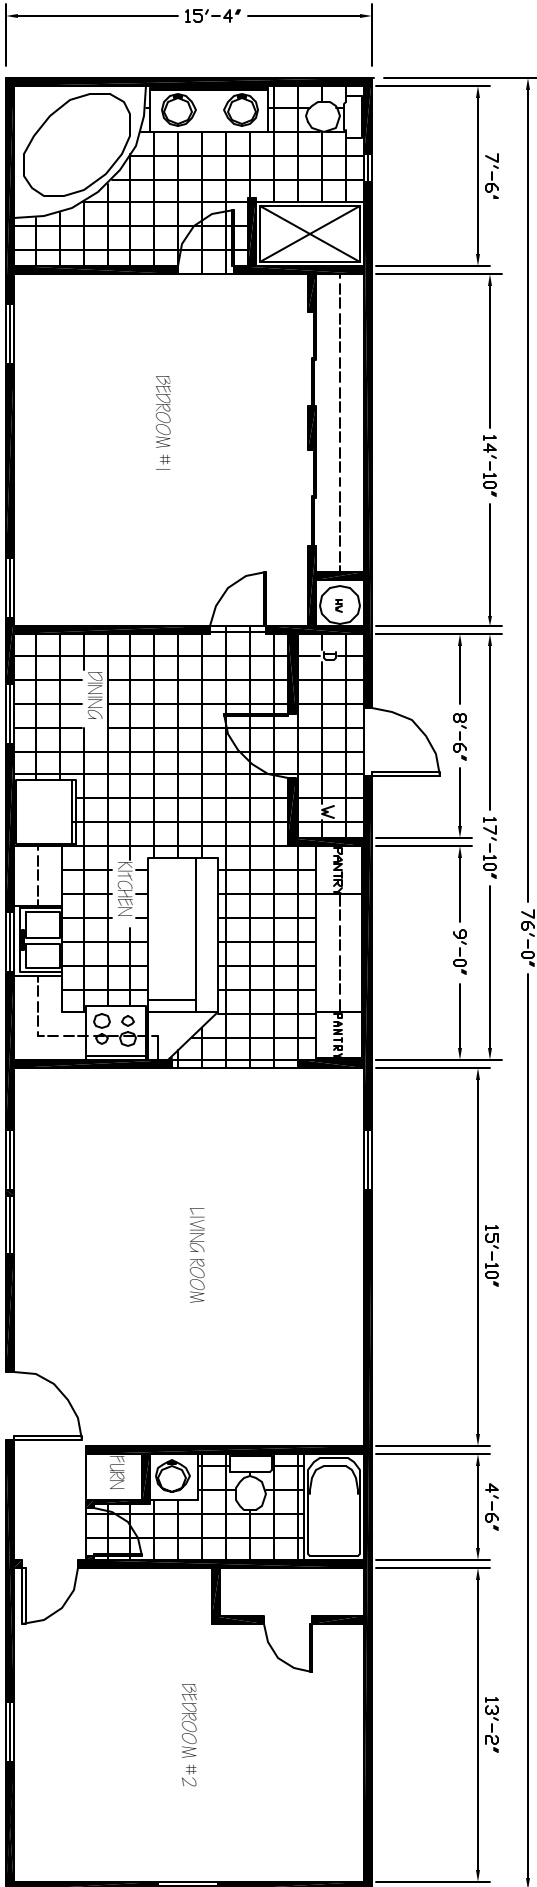 15'-4"
7'-6"
14'-10"
BEDROOM #1
HW
D
DINING
8'-6"
17'-10"
W
PANTRY
KITCHEN
9'-0"
76'-0"
PANTRY
15'-10"
LIVING ROOM
FURN
4'-6"
13'-2"
BEDROOM #2